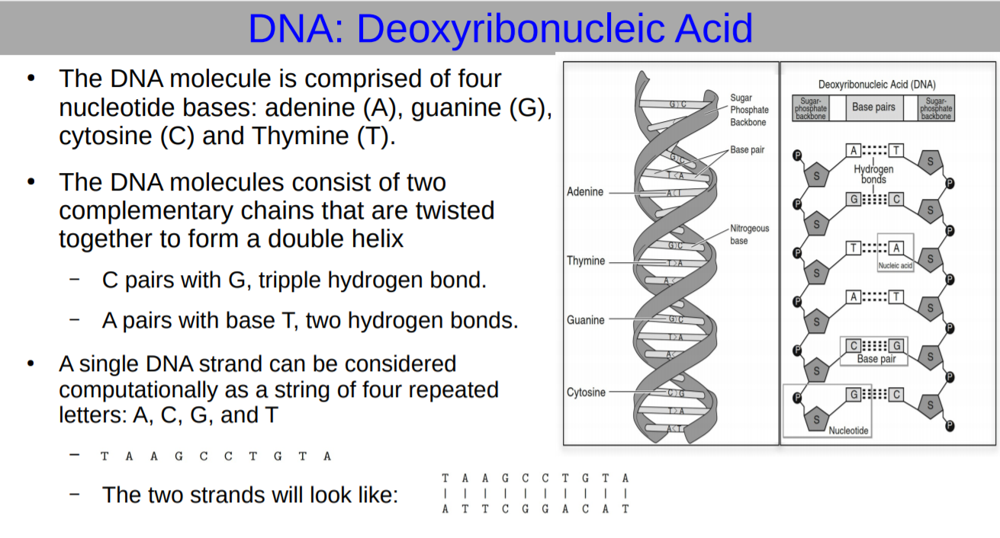 DNA: Deoxyribonucleic Acid
• The DNA molecule is comprised of four
nucleotide bases: adenine (A), guanine (G),
cytosine (C) and Thymine (T).
• The DNA molecules consist of two
complementary chains that are twisted
together to form a double helix
– C pairs with G, tripple hydrogen bond.
– A pairs with base T, two hydrogen bonds.
• A single DNA strand can be considered
computationally as a string of four repeated
letters: A, C, G, and T
– T A A G C C T G T A
– The two strands will look like:
T A A G C C T G T A
| | | | | | | | | |
A T T C G G A C A T
Sugar
Phosphate
Backbone
Base pair
Adenine
Nitrogeous
base
Thymine
Guanine
Cytosine
G C
G C
T A
A T
G C
T A
A
G C
T A
A
C G
T A
A T
Deoxyribonucleic Acid (DNA)
Sugar-
phosphate
backbone
Base pairs
Sugar-
phosphate
backbone
P A T S
S Hydrogen
bonds P
P G C S
S P
P T A S
S Nucleic acid P
P A T S
S P
P C G S
S Base pair P
P G C S
S Nucleotide P